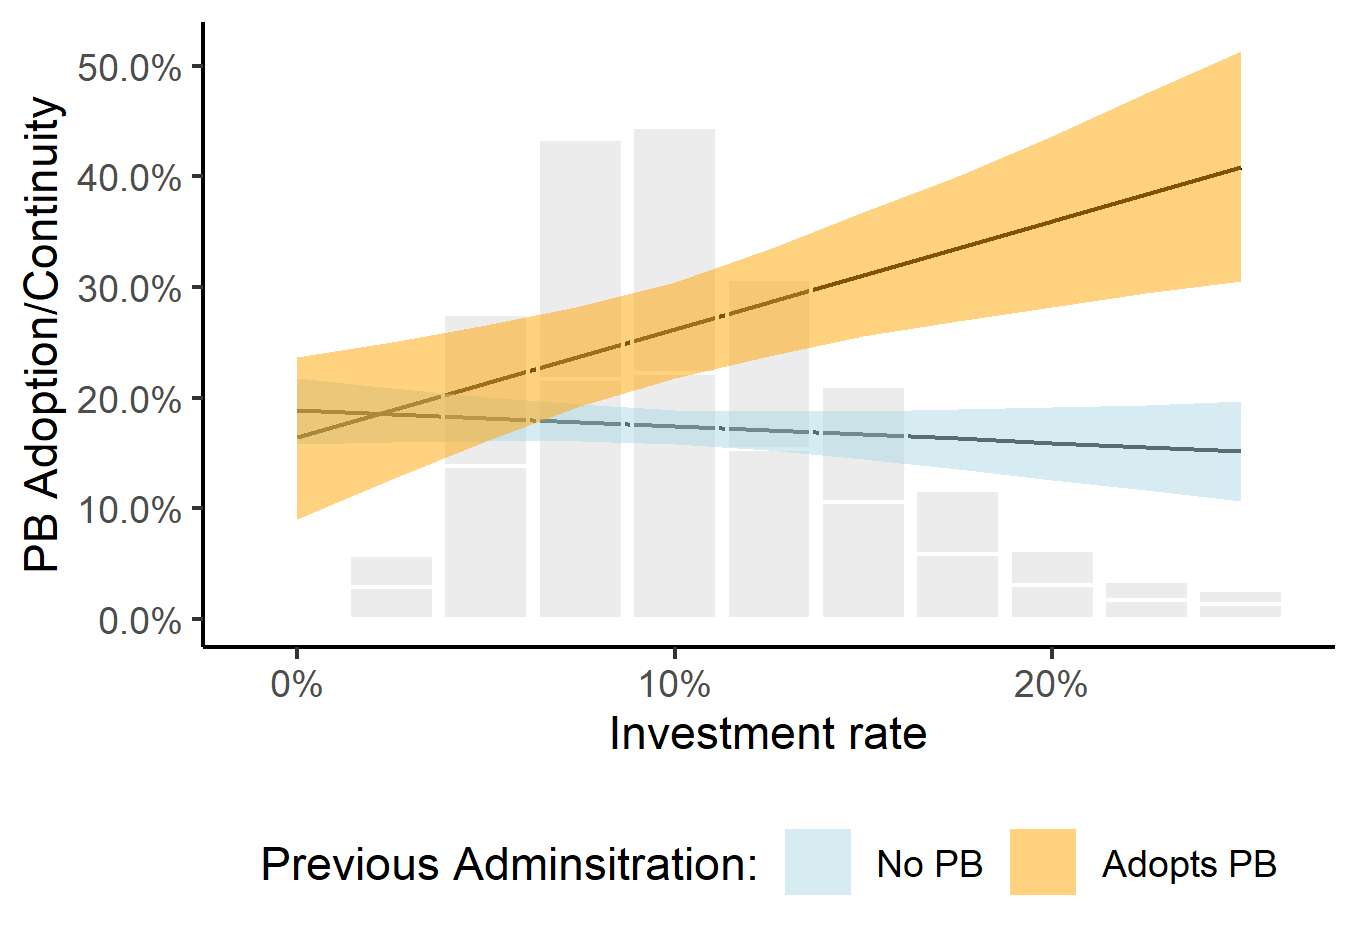 PB Adoption/Continuity
50.0%
40.0%
30.0%
20.0%
10.0%
0.0%
0% 10% 20%
Investment rate
Previous Adminsitration: No PB Adopts PB